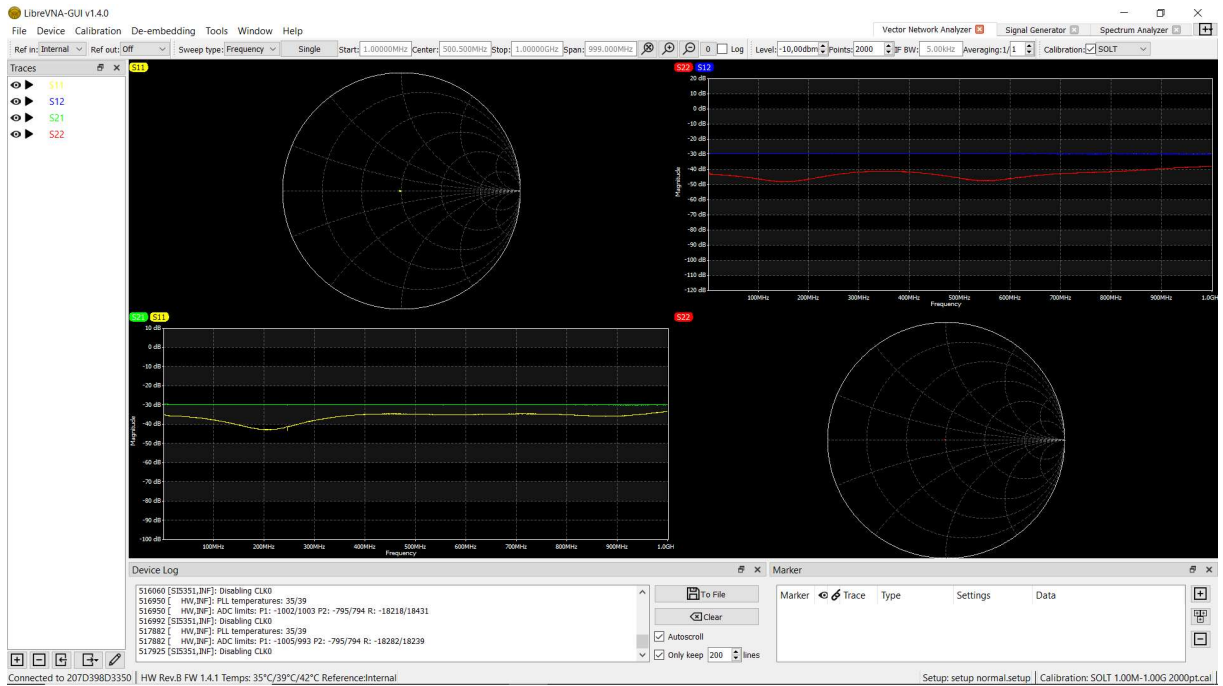 LibreVNA-GUI v1.4.0
File Device Calibration De-embedding Tools Window Help
Vector Network Analyzer Signal Generator Spectrum Analyzer
Ref in: Internal Ref out: Off Sweep type: Frequency Single Start: 1.00000MHz Center: 500.500MHz Stop: 1.00000GHz Span: 999.000MHz 0 Log Level: -10,00dbm Points: 2000 IF BW: 5.00kHz Averaging:1/ 1 Calibration: SOLT
Traces
S11
S12
S21
S22
S11
S22 S12
20 dB
10 dB
0 dB
-10 dB
-20 dB
-30 dB
-40 dB
-50 dB
-60 dB
-70 dB
-80 dB
-90 dB
-100 dB
-110 dB
-120 dB
Magnitude
100MHz 200MHz 300MHz 400MHz 500MHz 600MHz 700MHz 800MHz 900MHz 1.0GH
Frequency
S21 S11
10 dB
0 dB
-10 dB
-20 dB
-30 dB
-40 dB
-50 dB
-60 dB
-70 dB
-80 dB
-90 dB
-100 dB
Magnitude
100MHz 200MHz 300MHz 400MHz 500MHz 600MHz 700MHz 800MHz 900MHz 1.0GH
Frequency
S22
Device Log
516060 [SI5351,INF]: Disabling CLK0
516950 [ HW,INF]: PLL temperatures: 35/39
516950 [ HW,INF]: ADC limits: P1: -1002/1003 P2: -795/794 R: -18218/18431
516992 [SI5351,INF]: Disabling CLK0
517882 [ HW,INF]: PLL temperatures: 35/39
517882 [ HW,INF]: ADC limits: P1: -1005/993 P2: -795/794 R: -18282/18239
517925 [SI5351,INF]: Disabling CLK0
To File
Clear
Autoscroll
Only keep 200 lines
Marker
Marker Trace Type Settings Data
Connected to 207D398D3350 HW Rev.B FW 1.4.1 Temps: 35°C/39°C/42°C Reference:Internal
Setup: setup normal.setup Calibration: SOLT 1.00M-1.00G 2000pt.cal